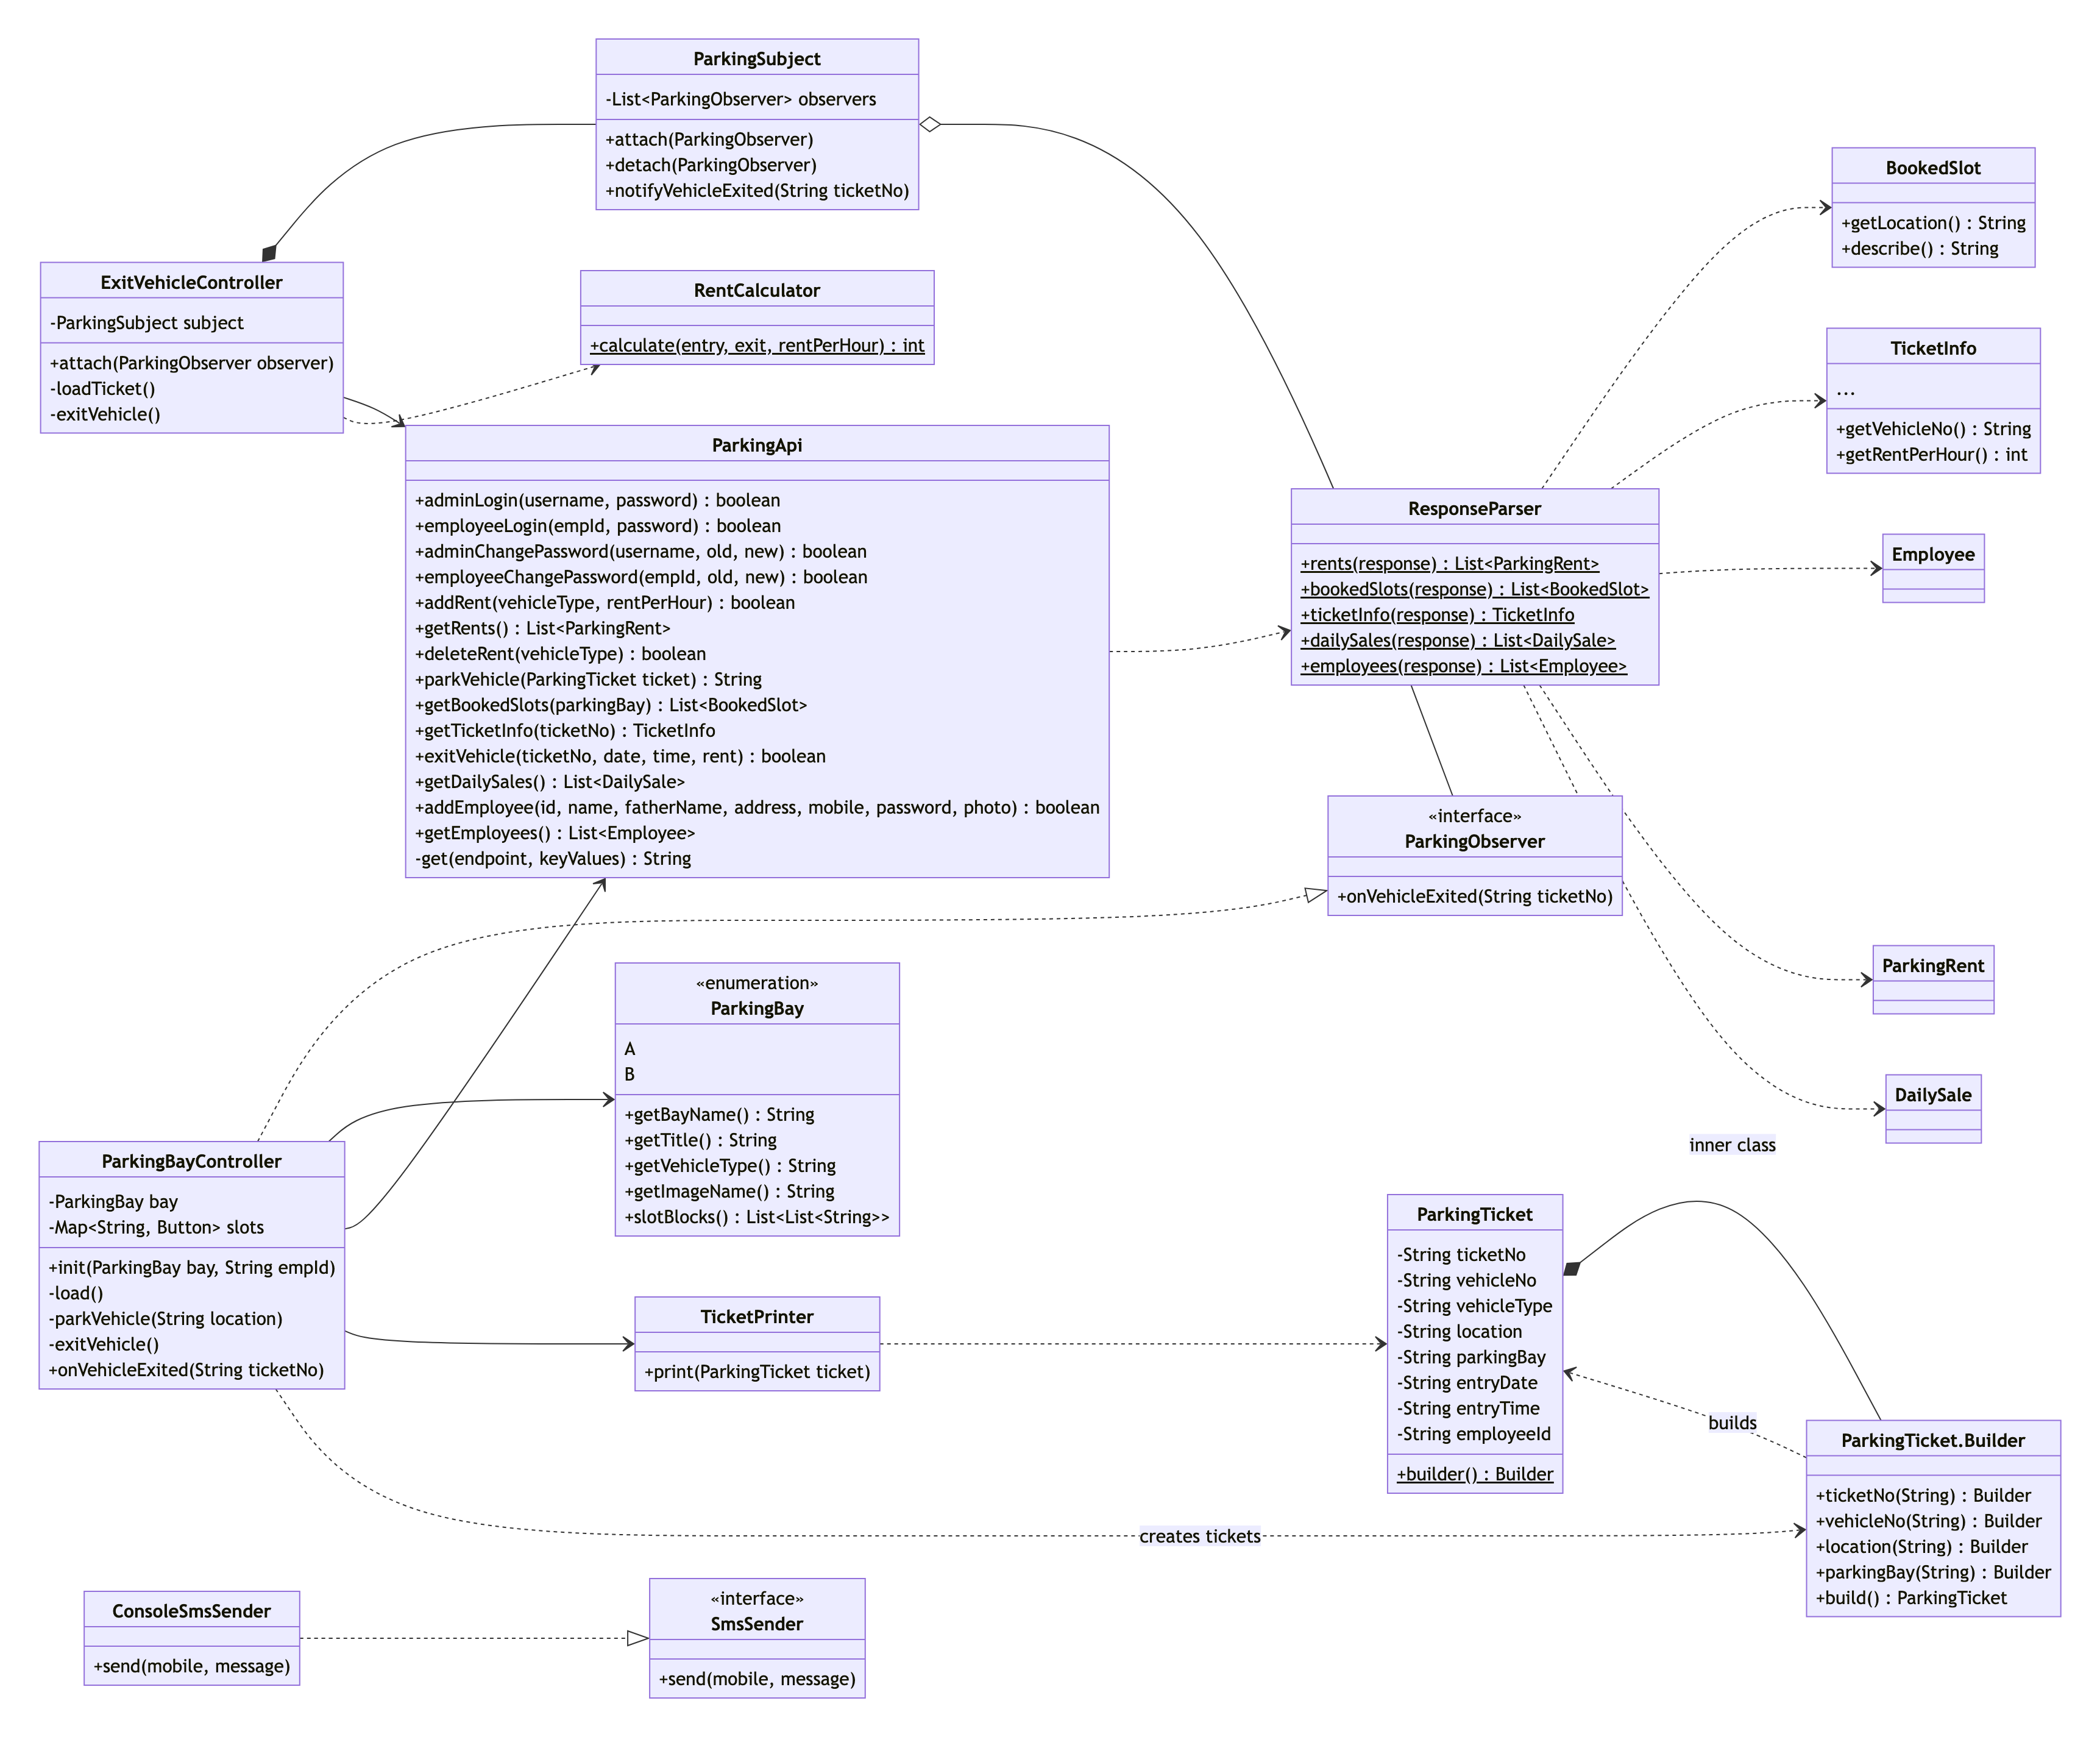 ParkingSubject
-List<ParkingObserver> observers
+attach(ParkingObserver)
+detach(ParkingObserver)
+notifyVehicleExited(String ticketNo)
BookedSlot
+getLocation() : String
+describe() : String
ExitVehicleController
-ParkingSubject subject
+attach(ParkingObserver observer)
-loadTicket()
-exitVehicle()
RentCalculator
+calculate(entry, exit, rentPerHour) : int
TicketInfo
...
+getVehicleNo() : String
+getRentPerHour() : int
ParkingApi
+adminLogin(username, password) : boolean
+employeeLogin(empId, password) : boolean
+adminChangePassword(username, old, new) : boolean
+employeeChangePassword(empId, old, new) : boolean
+addRent(vehicleType, rentPerHour) : boolean
+getRents() : List<ParkingRent>
+deleteRent(vehicleType) : boolean
+parkVehicle(ParkingTicket ticket) : String
+getBookedSlots(parkingBay) : List<BookedSlot>
+getTicketInfo(ticketNo) : TicketInfo
+exitVehicle(ticketNo, date, time, rent) : boolean
+getDailySales() : List<DailySale>
+addEmployee(id, name, fatherName, address, mobile, password, photo) : boolean
+getEmployees() : List<Employee>
-get(endpoint, keyValues) : String
ResponseParser
+rents(response) : List<ParkingRent>
+bookedSlots(response) : List<BookedSlot>
+ticketInfo(response) : TicketInfo
+dailySales(response) : List<DailySale>
+employees(response) : List<Employee>
Employee
«interface»
ParkingObserver
+onVehicleExited(String ticketNo)
ParkingRent
DailySale
«enumeration»
ParkingBay
A
B
+getBayName() : String
+getTitle() : String
+getVehicleType() : String
+getImageName() : String
+slotBlocks() : List<List<String>>
ParkingBayController
-ParkingBay bay
-Map<String, Button> slots
+init(ParkingBay bay, String empId)
-load()
-parkVehicle(String location)
-exitVehicle()
+onVehicleExited(String ticketNo)
inner class
TicketPrinter
+print(ParkingTicket ticket)
ParkingTicket
-String ticketNo
-String vehicleNo
-String vehicleType
-String location
-String parkingBay
-String entryDate
-String entryTime
-String employeeId
+builder() : Builder
builds
ParkingTicket.Builder
+ticketNo(String) : Builder
+vehicleNo(String) : Builder
+location(String) : Builder
+parkingBay(String) : Builder
+build() : ParkingTicket
creates tickets
ConsoleSmsSender
+send(mobile, message)
«interface»
SmsSender
+send(mobile, message)